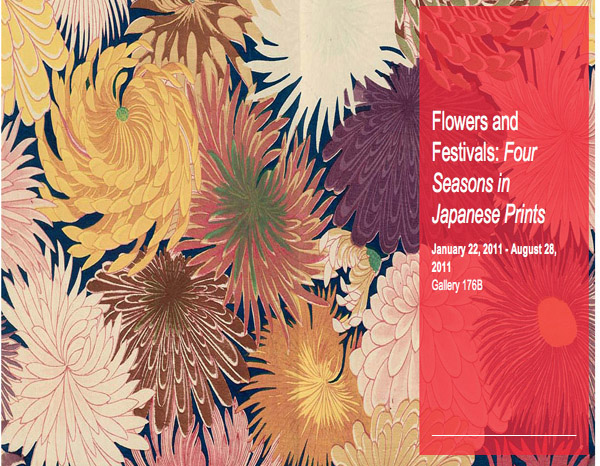 Flowers and
Festivals: Four
Seasons in
Japanese Prints
January 22, 2011 - August 28,
2011
Gallery 176B